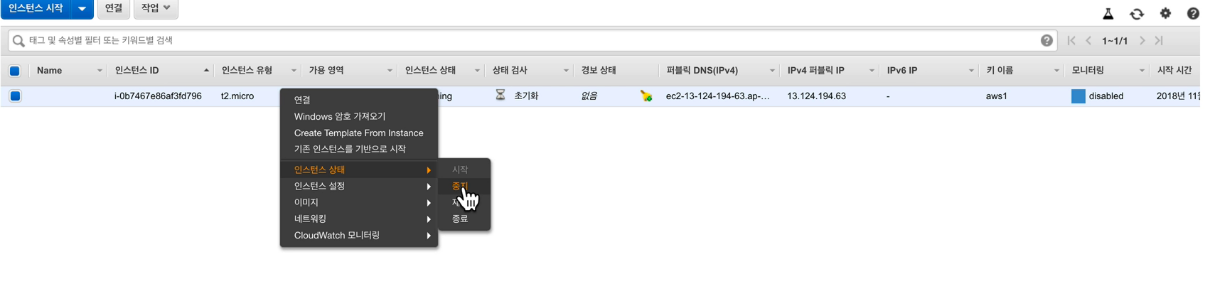 인스턴스 시작 연결 작업
태그 및 속성별 필터 또는 키워드별 검색 1~1/1
Name 인스턴스 ID 인스턴스 유형 가용 영역 인스턴스 상태 상태 검사 경보 상태 퍼블릭 DNS(IPv4) IPv4 퍼블릭 IP IPv6 IP 키 이름 모니터링 시작 시간
i-0b7467e86af3fd796 t2.micro ning 초기화 없음 ec2-13-124-194-63.ap-... 13.124.194.63 - aws1 disabled 2018년 11월
연결
Windows 암호 가져오기
Create Template From Instance
기존 인스턴스를 기반으로 시작
인스턴스 상태 시작
인스턴스 설정 중지
이미지
네트워킹 종료
CloudWatch 모니터링